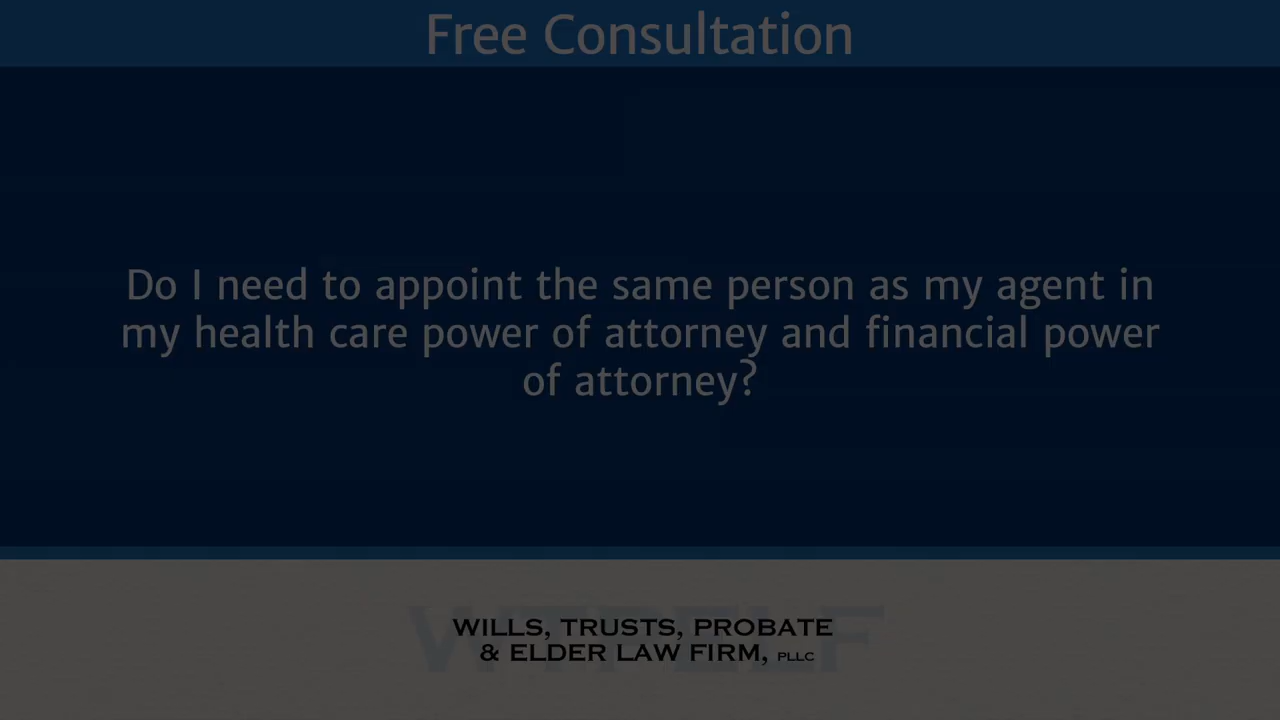 Free Consultation
Do I need to appoint the same person as my agent in
my health care power of attorney and financial power
of attorney?
WILLS, TRUSTS, PROBATE
& ELDER LAW FIRM, PLLC